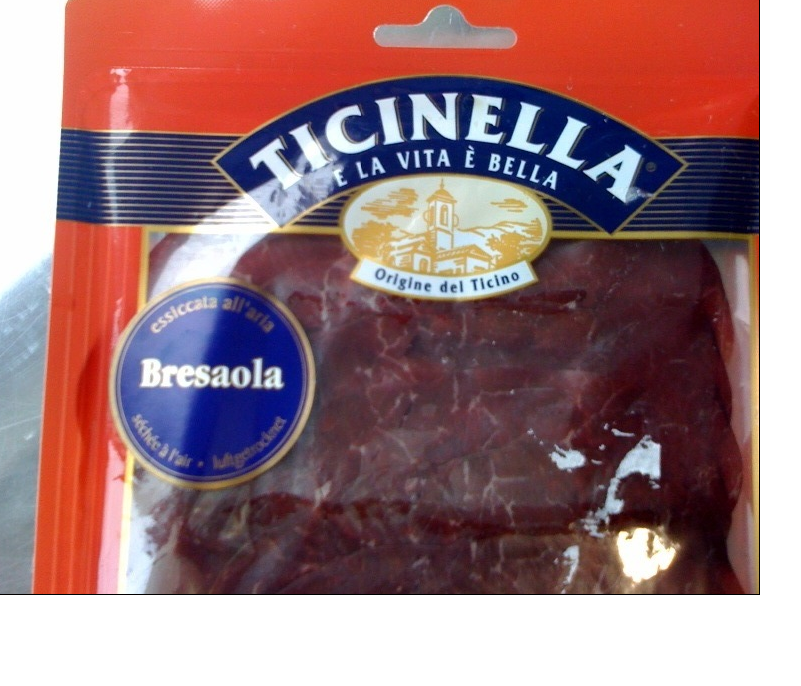 TICINELLA®
E LA VITA È BELLA
Origine del Ticino
essiccata all'aria
Bresaola
séchée à l'air • luftgetrocknet